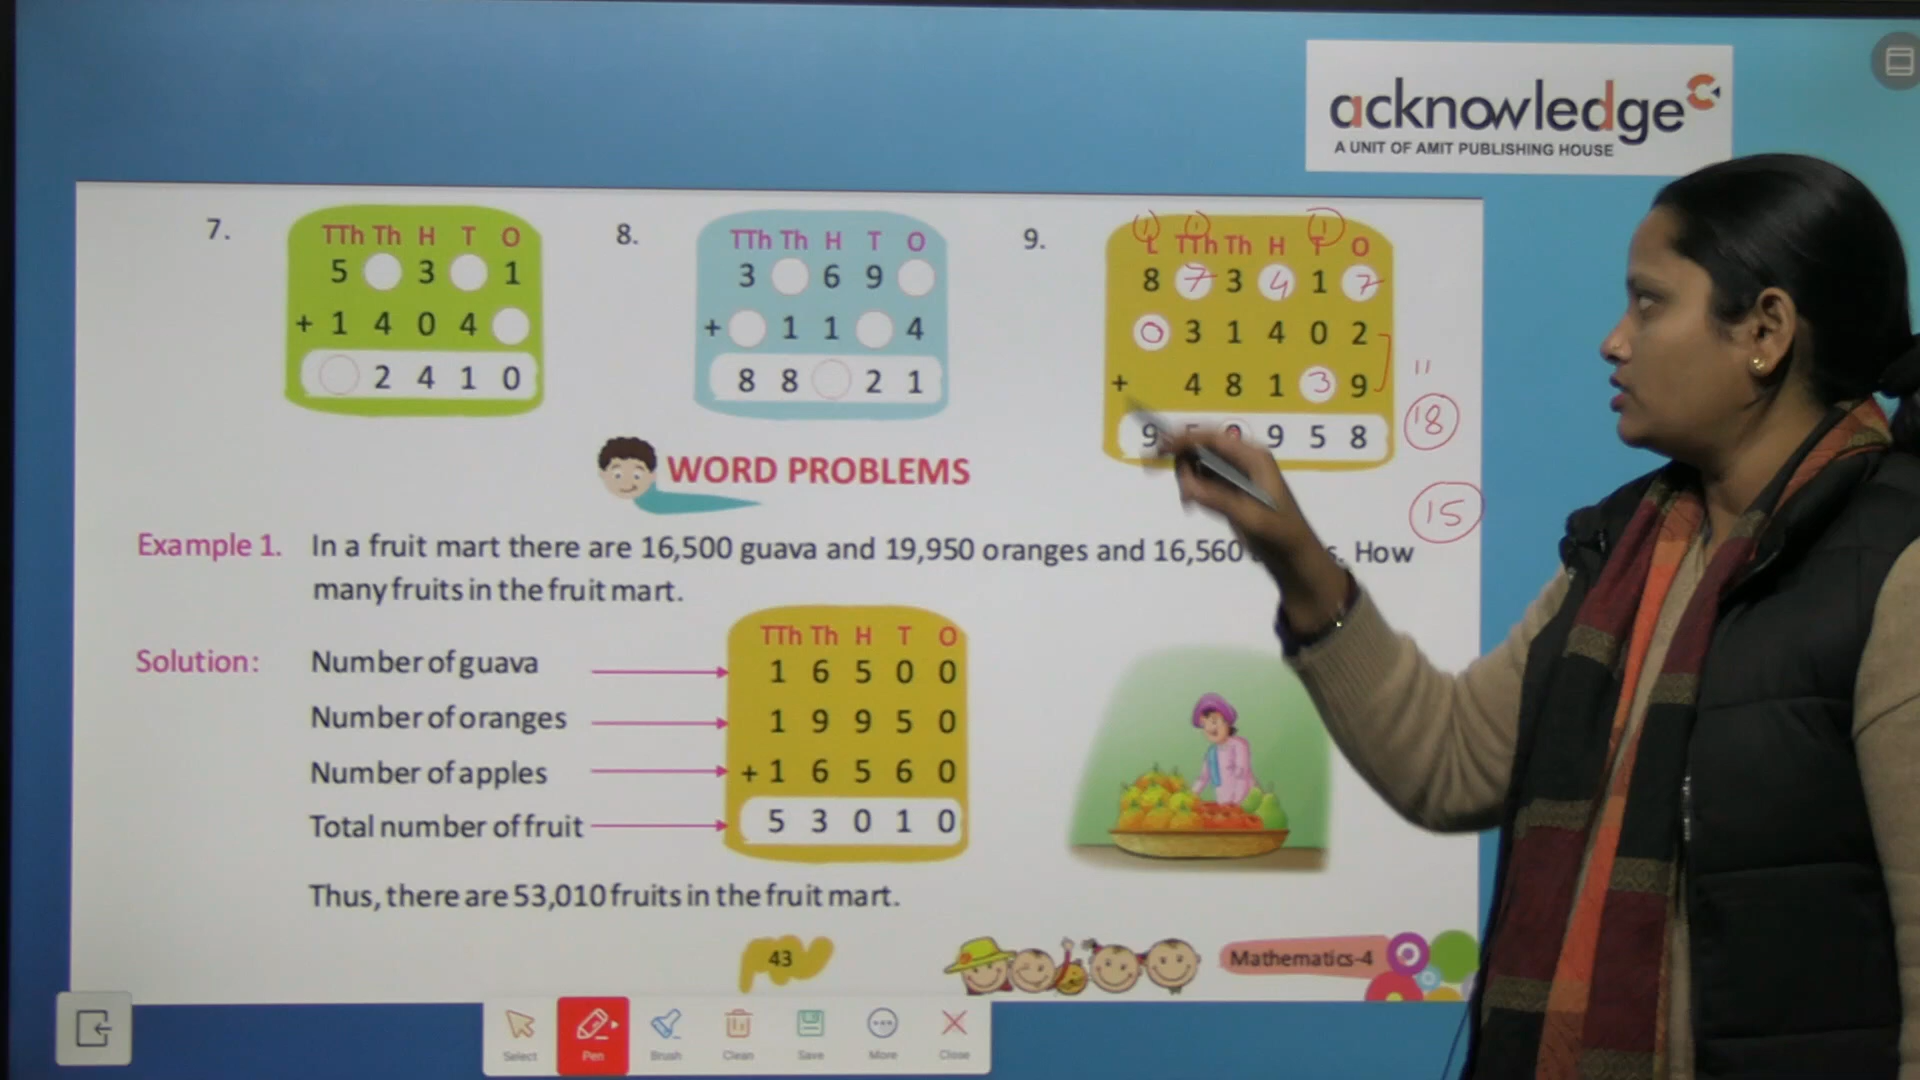 acknowledge
A UNIT OF AMIT PUBLISHING HOUSE
7.
TTh Th H T O
5 3 1
+ 1 4 0 4
2 4 1 0
8.
TTh Th H T O
3 6 9
+ 1 1 4
8 8 2 1
9.
(1) (1) (1)
L TTh Th H T O
8 7 3 4 1 7
0 3 1 4 0 2
+ 4 8 1 3 9
9 9 5 8
11
18
15
WORD PROBLEMS
Example 1. In a fruit mart there are 16,500 guava and 19,950 oranges and 16,560 How
many fruits in the fruit mart.
TTh Th H T O
Solution: Number of guava 1 6 5 0 0
Number of oranges 1 9 9 5 0
Number of apples + 1 6 5 6 0
Total number of fruit 5 3 0 1 0
Thus, there are 53,010 fruits in the fruit mart.
43
Mathematics-4
Select Pen Brush Clean Save More Close